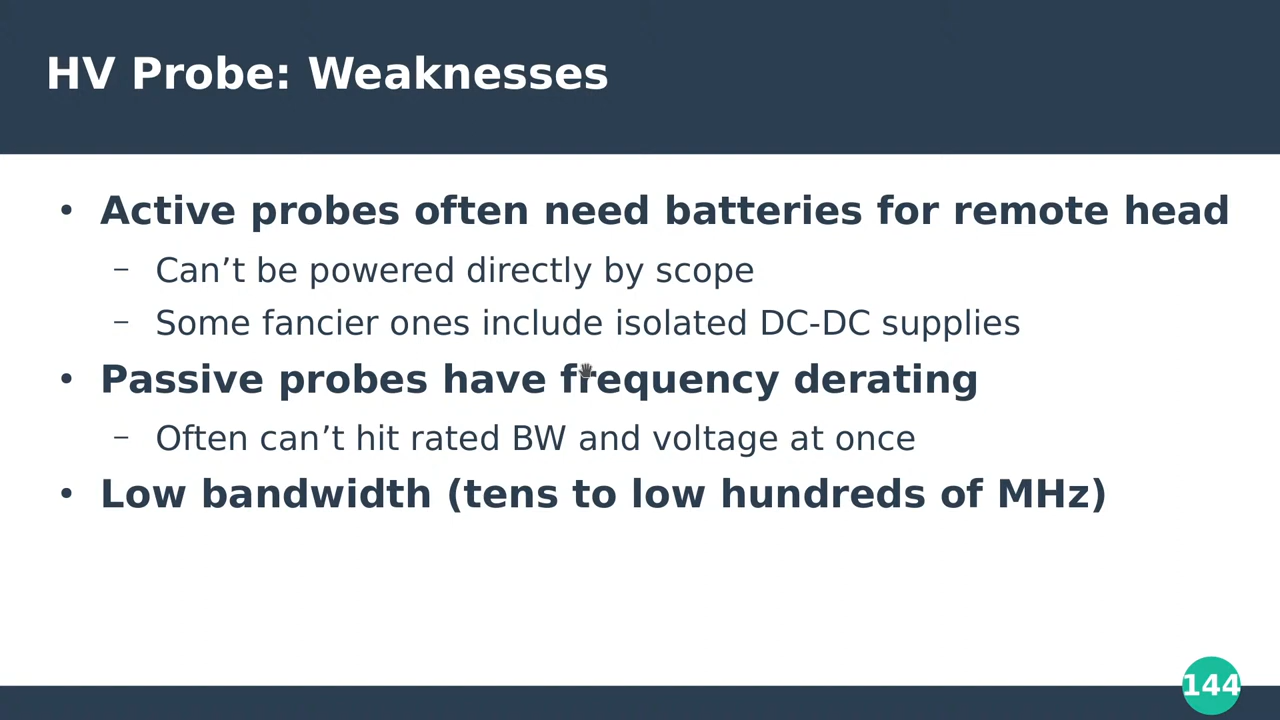 HV Probe: Weaknesses
• Active probes often need batteries for remote head
– Can’t be powered directly by scope
– Some fancier ones include isolated DC-DC supplies
• Passive probes have frequency derating
– Often can’t hit rated BW and voltage at once
• Low bandwidth (tens to low hundreds of MHz)
144